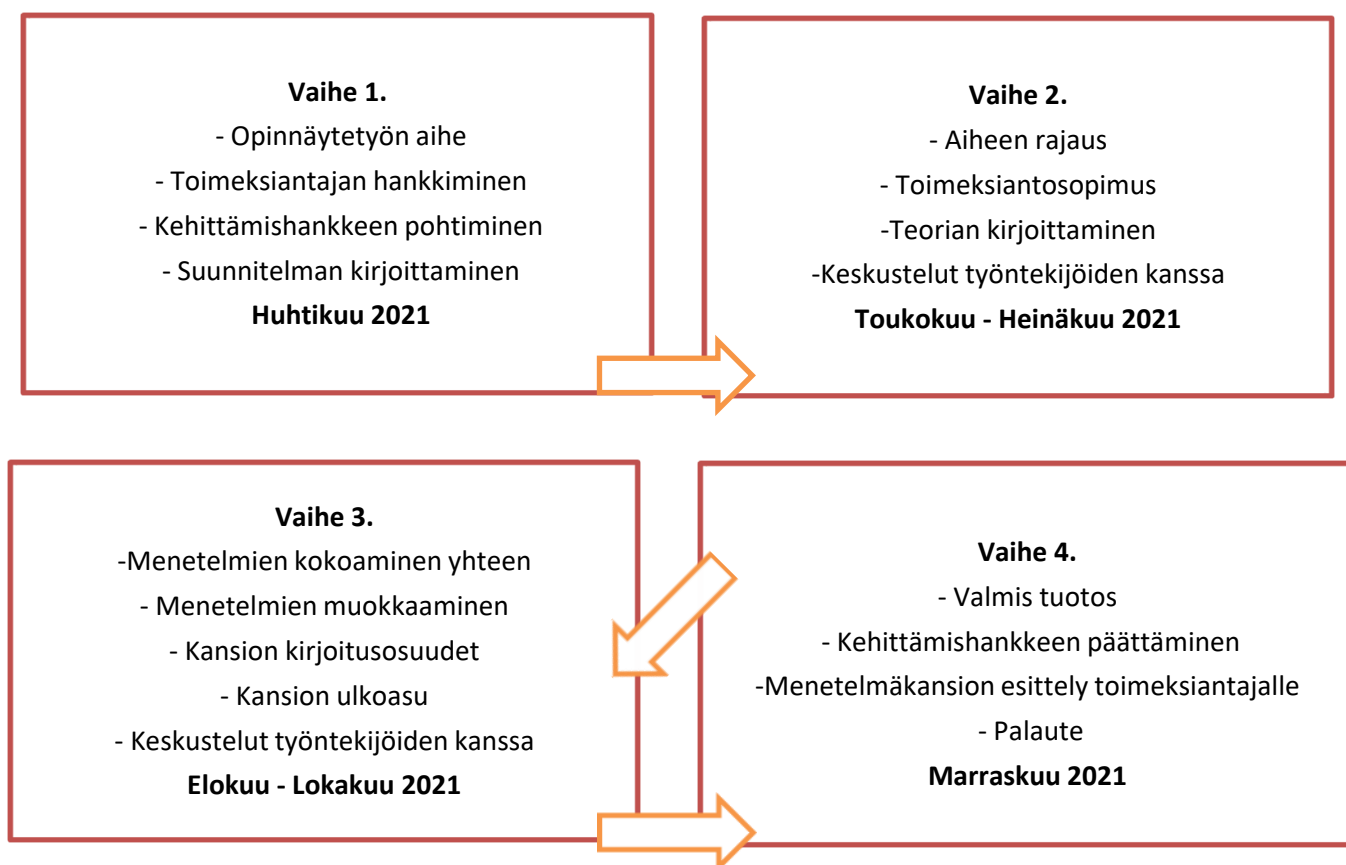 Vaihe 1.
- Opinnäytetyön aihe
- Toimeksiantajan hankkiminen
- Kehittämishankkeen pohtiminen
- Suunnitelman kirjoittaminen
Huhtikuu 2021
Vaihe 2.
- Aiheen rajaus
- Toimeksiantosopimus
-Teorian kirjoittaminen
-Keskustelut työntekijöiden kanssa
Toukokuu - Heinäkuu 2021
Vaihe 3.
-Menetelmien kokoaminen yhteen
- Menetelmien muokkaaminen
- Kansion kirjoitusosuudet
- Kansion ulkoasu
- Keskustelut työntekijöiden kanssa
Elokuu - Lokakuu 2021
Vaihe 4.
- Valmis tuotos
- Kehittämishankkeen päättäminen
-Menetelmäkansion esittely toimeksiantajalle
- Palaute
Marraskuu 2021